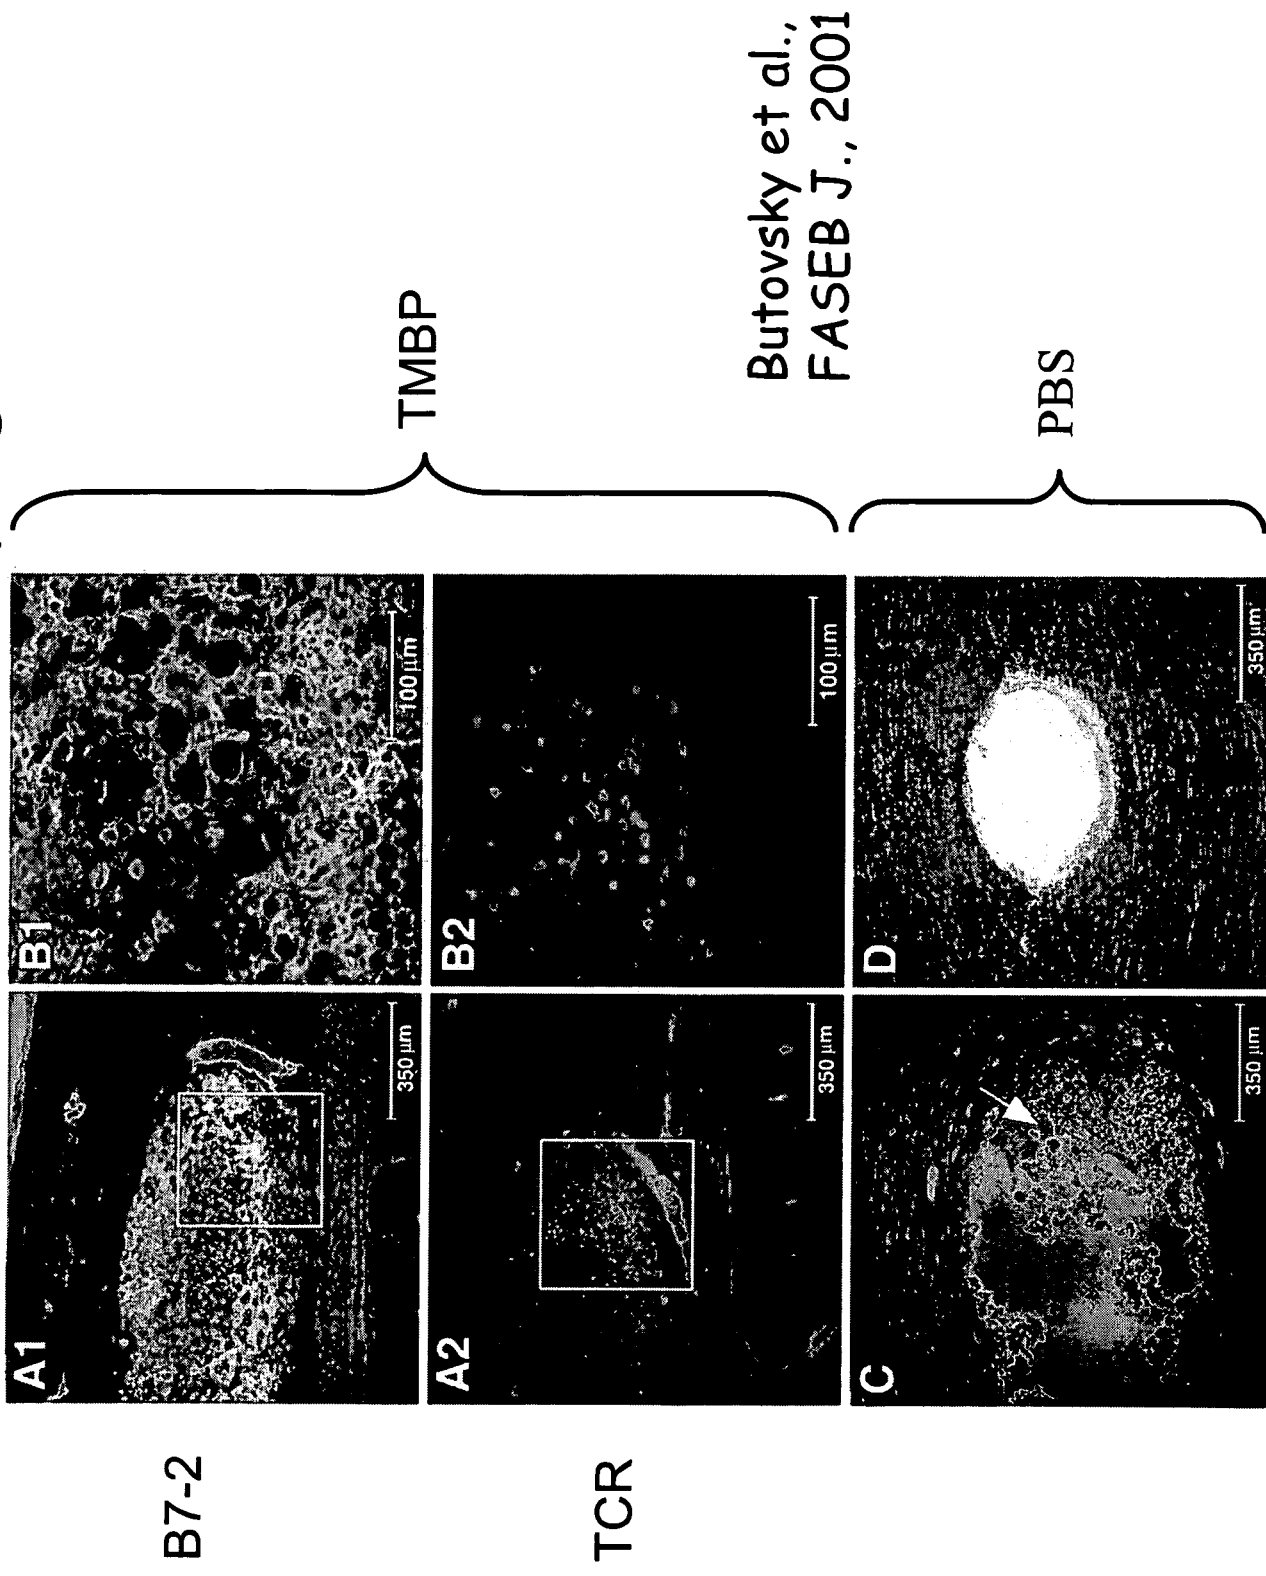 B7-2
A1
350 µm
B1
100 µm
TMBP
TCR
A2
350 µm
B2
100 µm
Butovsky et al.,
FASEB J., 2001
C
350 µm
D
350 µm
PBS